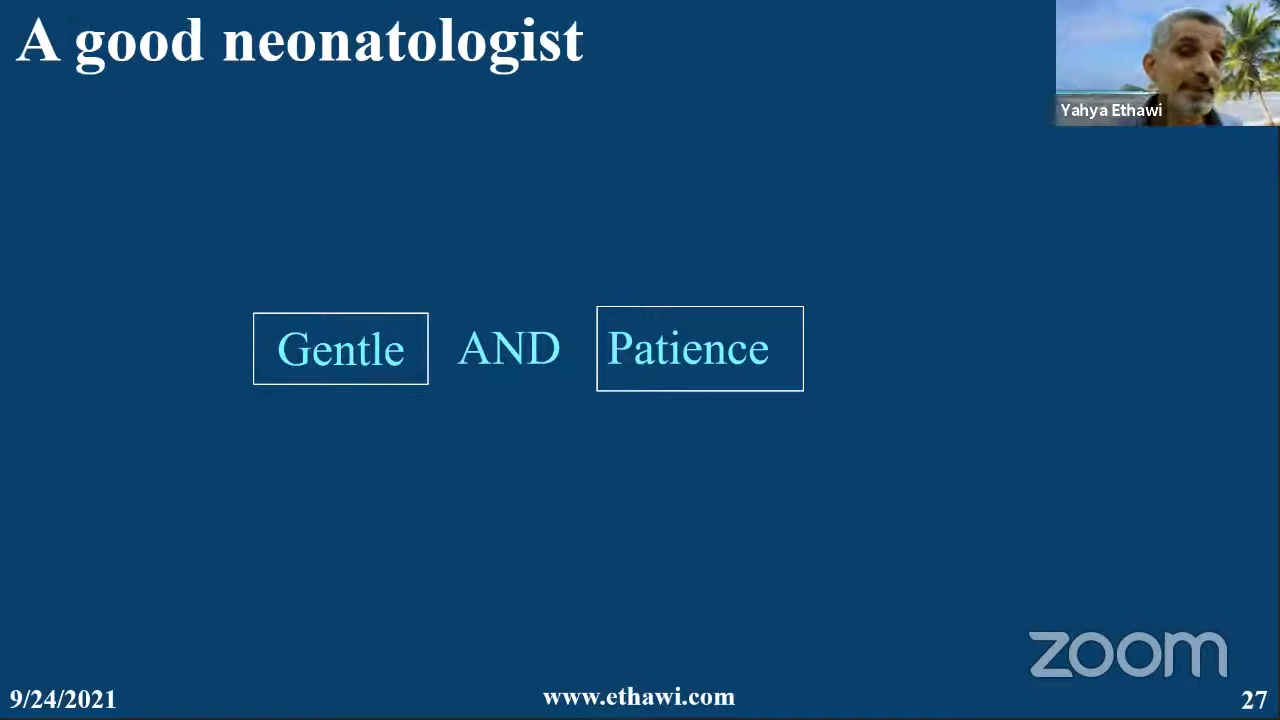 A good neonatologist
Yahya Ethawi
Gentle AND Patience
zoom
9/24/2021 www.ethawi.com 27